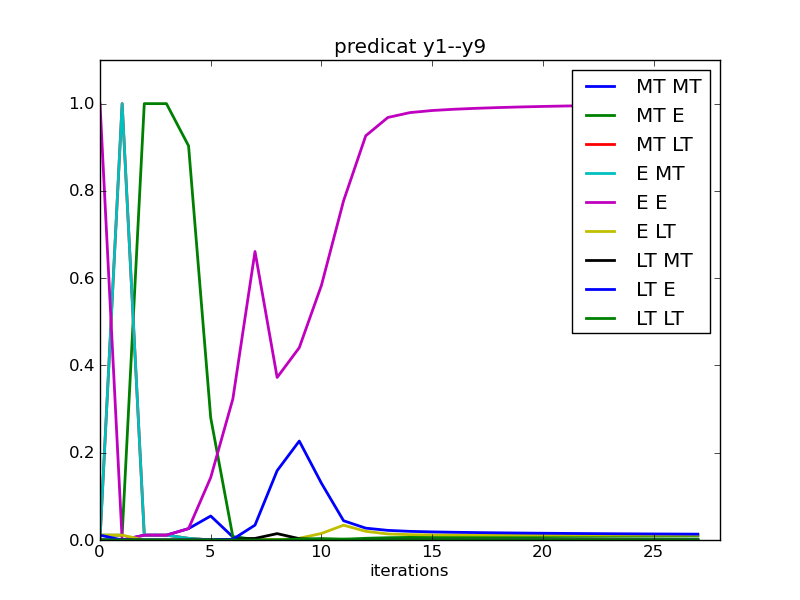 predicat y1--y9
1.0
0.8
0.6
0.4
0.2
0.0
0 5 10 15 20 25
iterations
MT MT
MT E
MT LT
E MT
E E
E LT
LT MT
LT E
LT LT